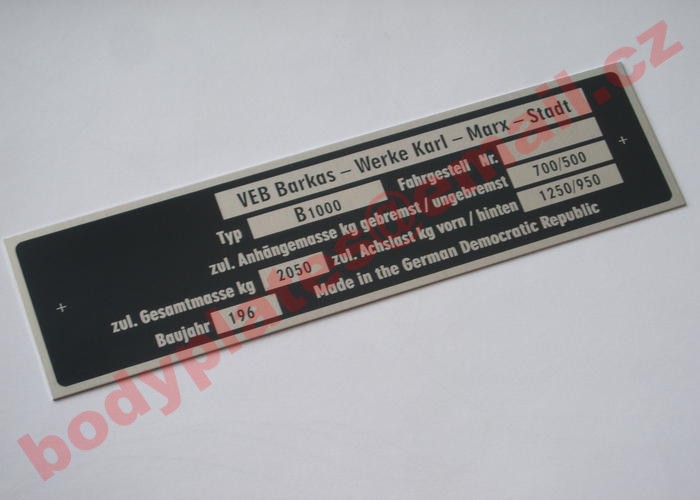 VEB Barkas – Werke Karl – Marx – Stadt
Typ B1000 Fahrgestell Nr.
zul. Anhängemasse kg gebremst / ungebremst 700/500
zul. Gesamtmasse kg 2050 zul. Achslast kg vorn / hinten 1250/950
Baujahr 196 Made in the German Democratic Republic
bodyplates@email.cz